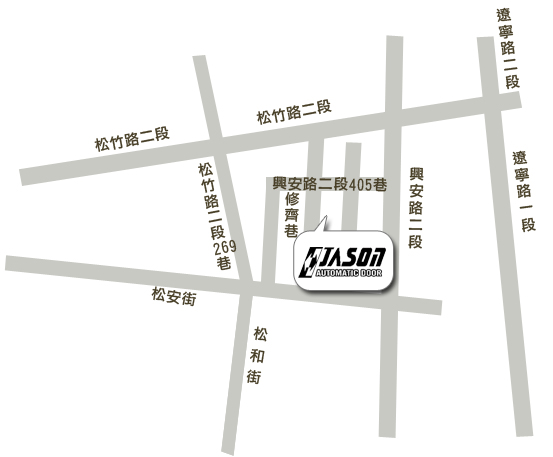 遼寧路二段
松竹路二段
松竹路二段
遼寧路一段
松竹路二段269巷
興安路二段
興安路二段405巷
修齊巷
JASON
AUTOMATIC DOOR
松安街
松和街